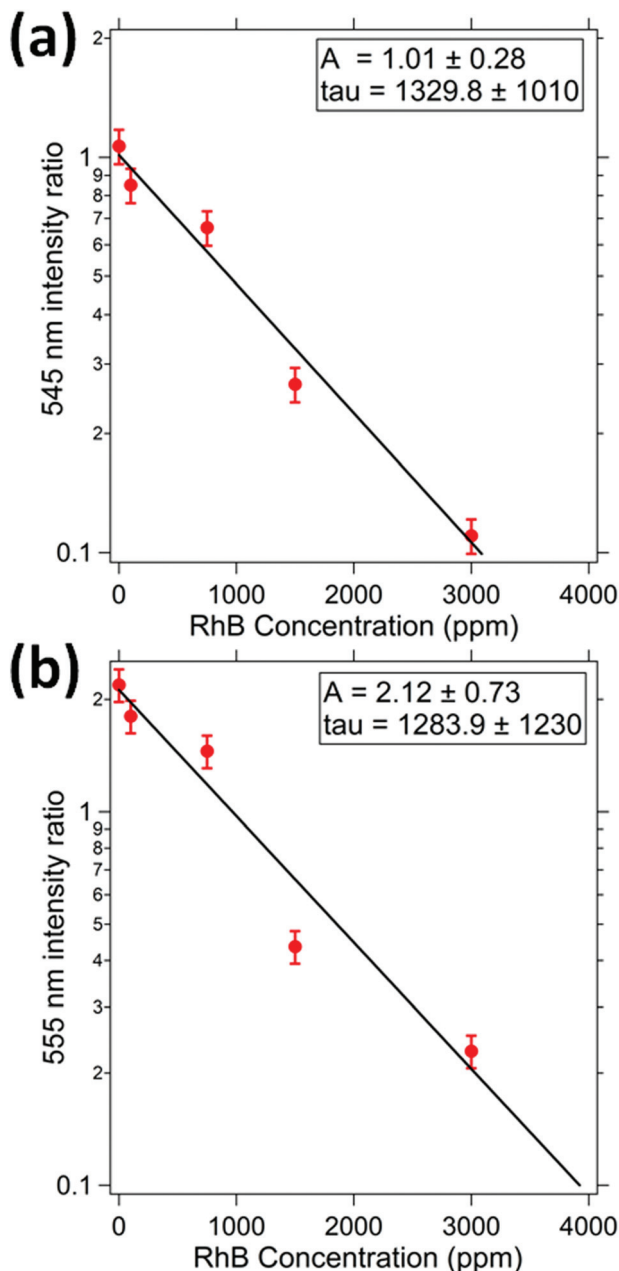 (a)
A = 1.01 ± 0.28
tau = 1329.8 ± 1010
2
1
9
8
7
6
5
4
3
2
0.1
545 nm intensity ratio
0 1000 2000 3000 4000
RhB Concentration (ppm)
(b)
A = 2.12 ± 0.73
tau = 1283.9 ± 1230
2
1
9
8
7
6
5
4
3
2
0.1
555 nm intensity ratio
0 1000 2000 3000 4000
RhB Concentration (ppm)